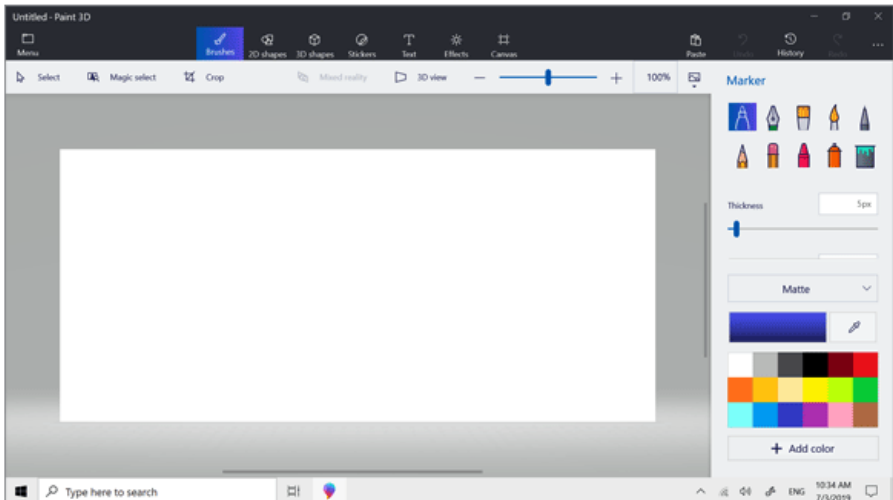 Untitled - Paint 3D
Menu
Brushes
2D shapes
3D shapes
Stickers
Text
Effects
Canvas
Paste
Undo
History
Redo
Select
Magic select
Crop
Mixed reality
3D view
100%
Marker
Thickness
5px
Matte
+ Add color
Type here to search
ENG
10:34 AM
7/3/2019